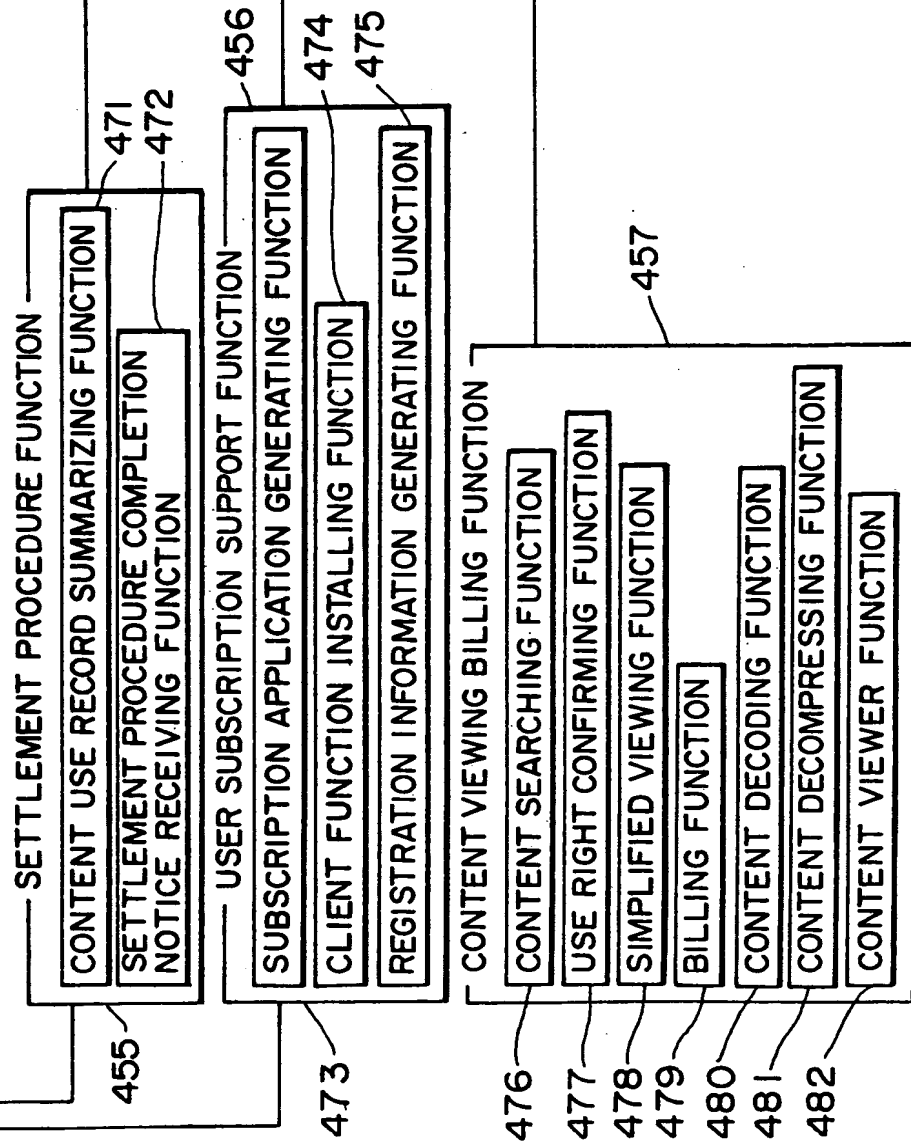 SETTLEMENT PROCEDURE FUNCTION
CONTENT USE RECORD SUMMARIZING FUNCTION
471
SETTLEMENT PROCEDURE COMPLETION
NOTICE RECEIVING FUNCTION
472
455
USER SUBSCRIPTION SUPPORT FUNCTION
456
SUBSCRIPTION APPLICATION GENERATING FUNCTION
473
CLIENT FUNCTION INSTALLING FUNCTION
474
REGISTRATION INFORMATION GENERATING FUNCTION
475
CONTENT VIEWING BILLING FUNCTION
457
476
CONTENT SEARCHING FUNCTION
477
USE RIGHT CONFIRMING FUNCTION
478
SIMPLIFIED VIEWING FUNCTION
479
BILLING FUNCTION
480
CONTENT DECODING FUNCTION
481
CONTENT DECOMPRESSING FUNCTION
482
CONTENT VIEWER FUNCTION